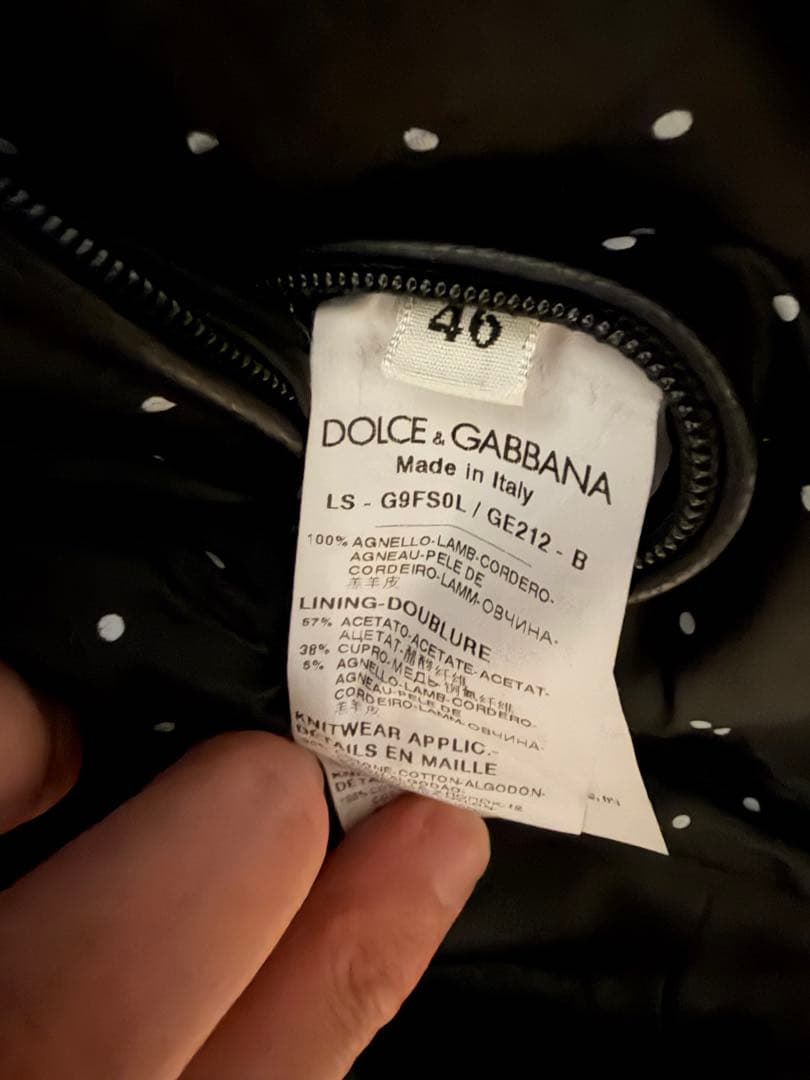 46
DOLCE & GABBANA
Made in Italy
LS - G9FS0L / GE212 - B
100% AGNELLO-LAMB-CORDERO-
AGNEAU-PELE DE
CORDEIRO-LAMM-ОВЧИНА-
羔羊皮
LINING-DOUBLURE
57% ACETATO-ACETATE-ACETAT-
АЦЕТАТ-醋酯纤维
38% CUPRO-МЕДЬ-铜氨纤维
5% AGNELLO-LAMB-CORDERO-
AGNEAU-PELE DE
CORDEIRO-LAMM-ОВЧИНА-
羔羊皮
KNITWEAR APPLIC.-
DETAILS EN MAILLE
COTTON-ALGODON-